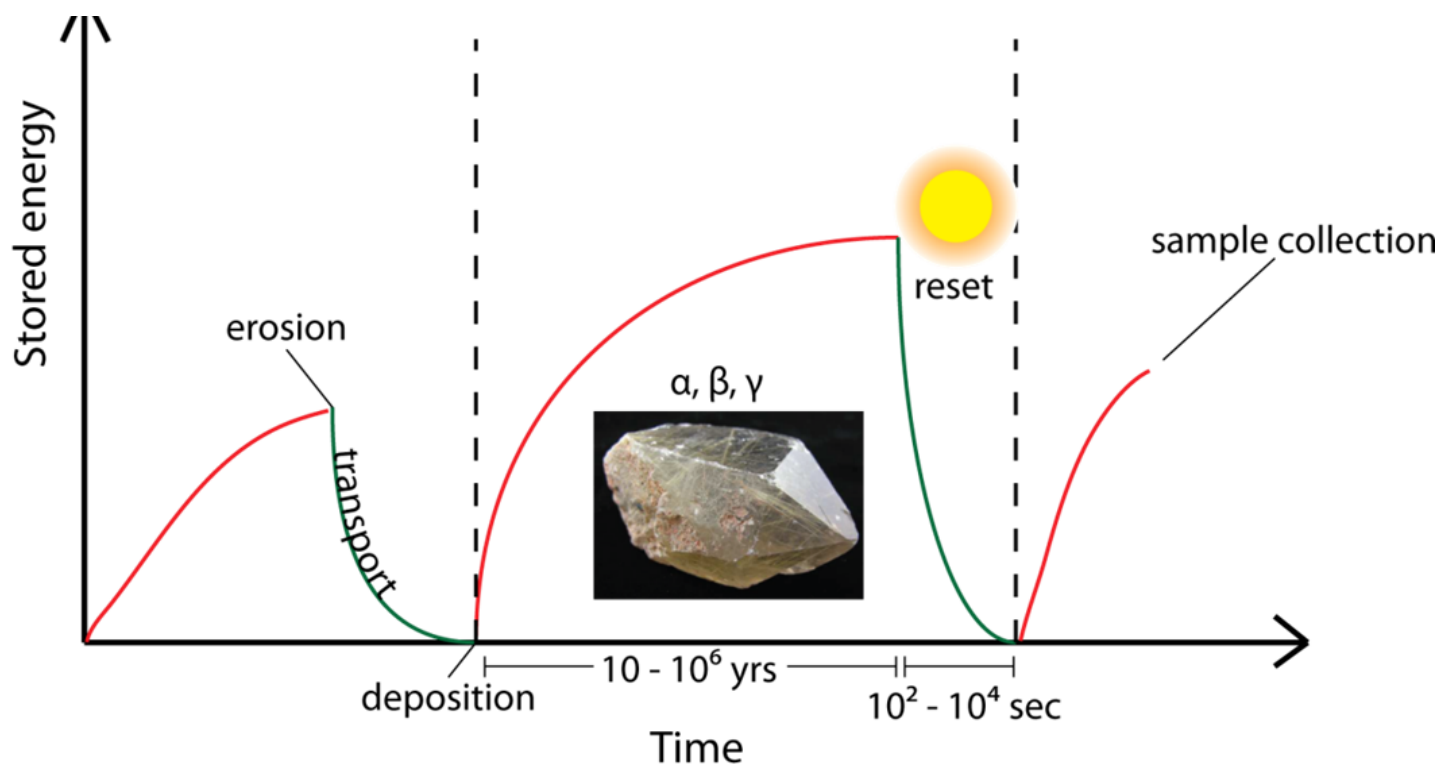 Stored energy
erosion
transport
deposition
α, β, γ
reset
sample collection
10 - 10⁶ yrs
10² - 10⁴ sec
Time